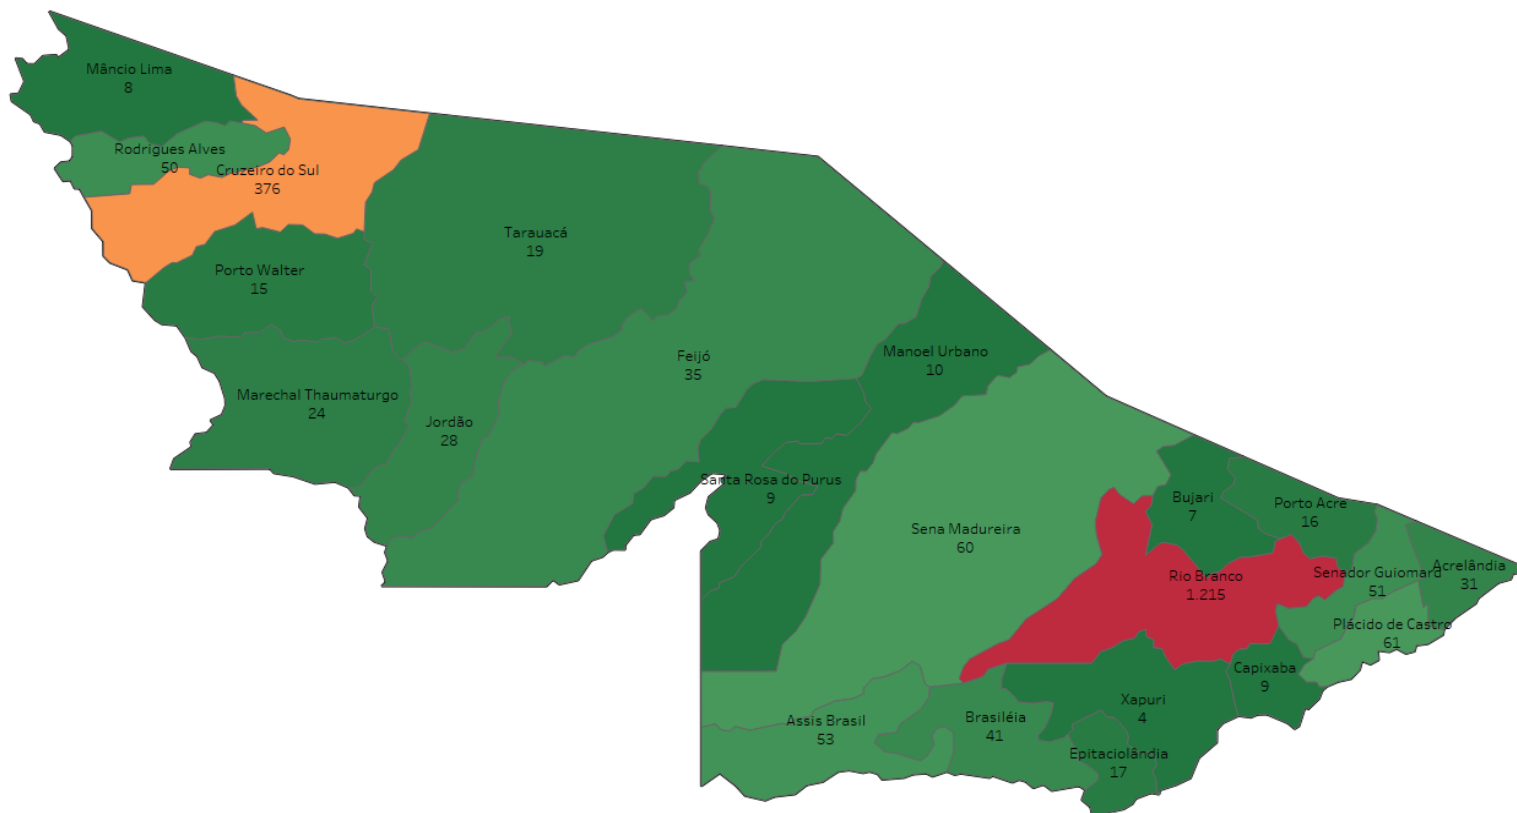 Mâncio Lima
8
Rodrigues Alves
50
Cruzeiro do Sul
376
Tarauacá
19
Porto Walter
15
Feijó
35
Manoel Urbano
10
Marechal Thaumaturgo
24
Jordão
28
Santa Rosa do Purus
9
Sena Madureira
60
Bujari
7
Porto Acre
16
Rio Branco
1.215
Senador Guiomard
51
Acrelândia
31
Plácido de Castro
61
Capixaba
9
Xapuri
4
Assis Brasil
53
Brasiléia
41
Epitaciolândia
17